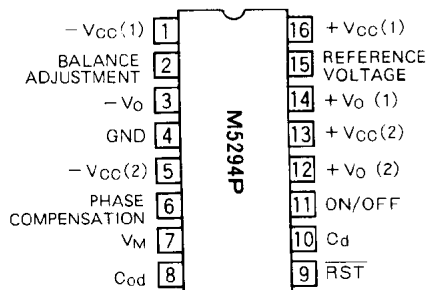 −VCC(1) 1
BALANCE
ADJUSTMENT 2
−VO 3
GND 4
−VCC(2) 5
PHASE
COMPENSATION 6
VM 7
Cod 8
M5294P
16 +VCC(1)
15 REFERENCE
VOLTAGE
14 +VO (1)
13 +VCC(2)
12 +VO (2)
11 ON/OFF
10 Cd
9 R̅S̅T̅